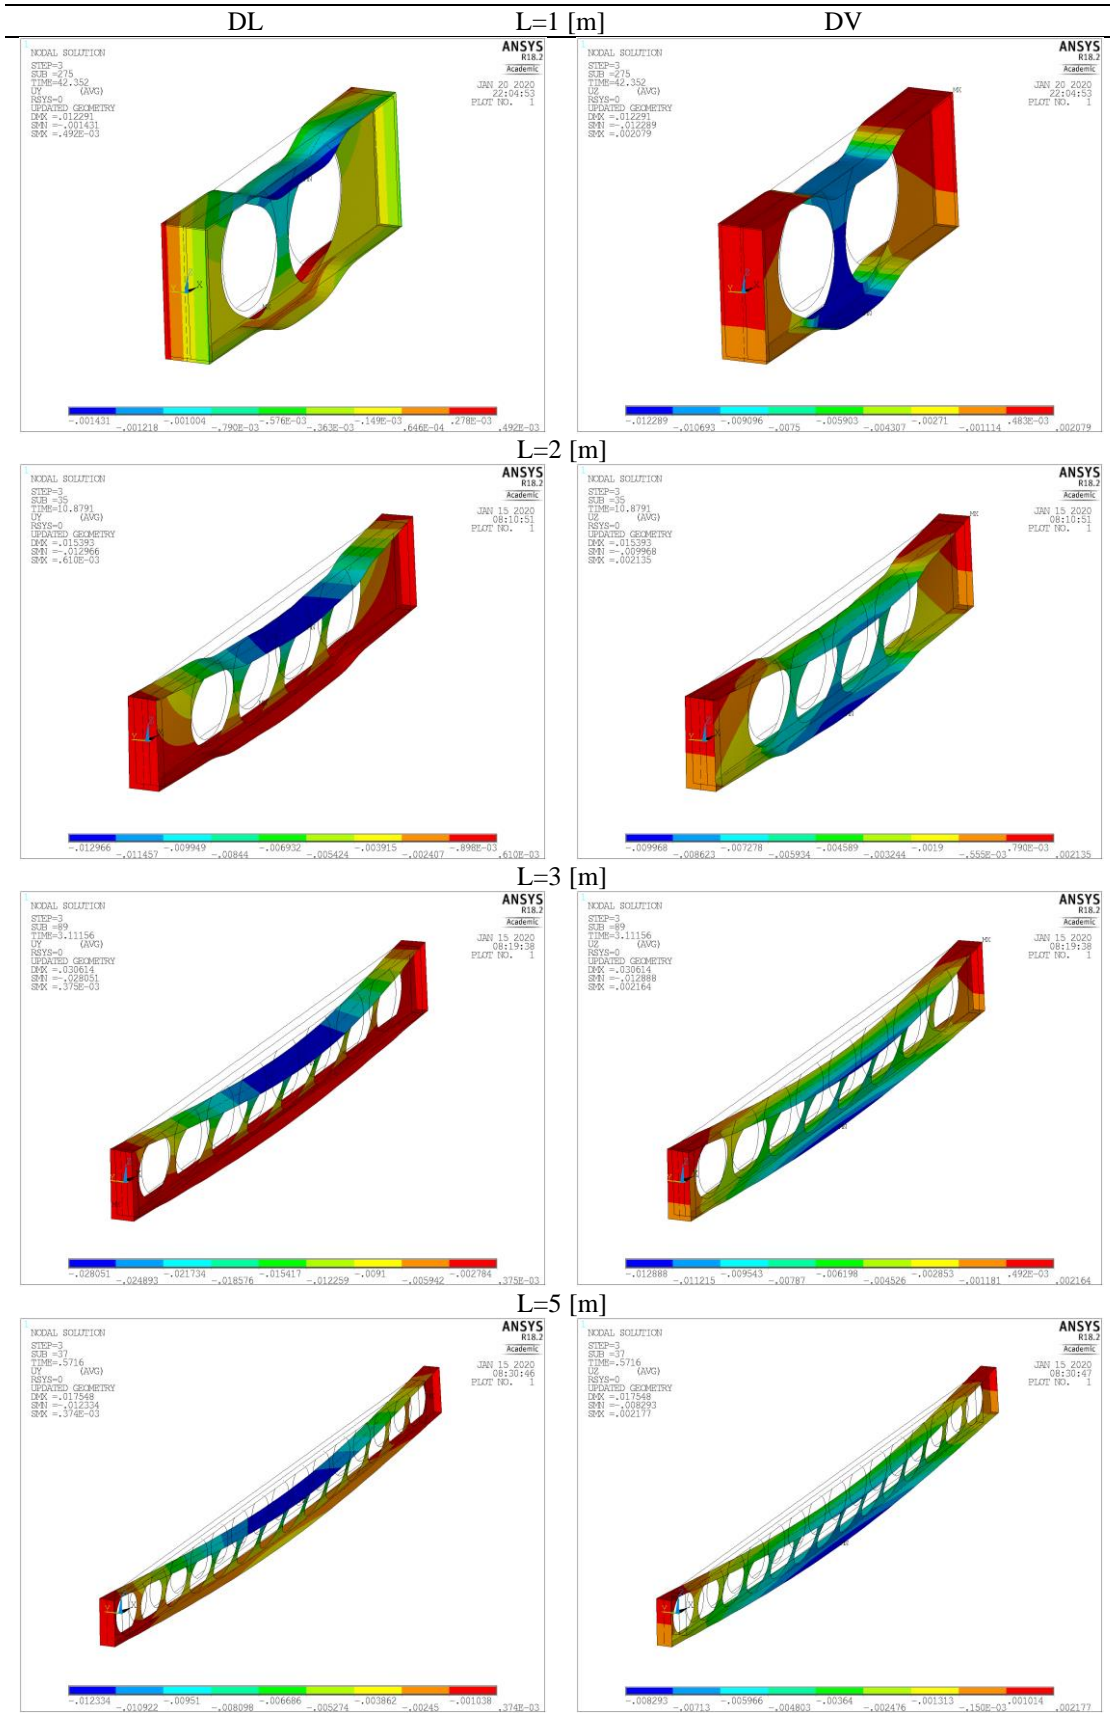 DL L=1 [m] DV
1
NODAL SOLUTION
STEP=3
SUB =275
TIME=42.352
UY (AVG)
RSYS=0
UPDATED GEOMETRY
DMX =.012291
SMN =-.001431
SMX =.492E-03
ANSYS
R18.2
Academic
JAN 20 2020
22:04:53
PLOT NO. 1
Z
Y X
-.001431 -.001004 -.576E-03 -.149E-03 .278E-03
-.001218 -.790E-03 -.363E-03 .646E-04 .492E-03
NODAL SOLUTION
STEP=3
SUB =275
TIME=42.352
UZ (AVG)
RSYS=0
UPDATED GEOMETRY
DMX =.012291
SMN =-.012289
SMX =.002079
ANSYS
R18.2
Academic
JAN 20 2020
22:04:53
PLOT NO. 1
MX
Z
Y X
-.012289 -.009096 -.005903 -.00271 .483E-03
-.010693 -.0075 -.004307 -.001114 .002079
L=2 [m]
1
NODAL SOLUTION
STEP=3
SUB =35
TIME=10.8791
UY (AVG)
RSYS=0
UPDATED GEOMETRY
DMX =.015393
SMN =-.012966
SMX =.610E-03
ANSYS
R18.2
Academic
JAN 15 2020
08:10:51
PLOT NO. 1
Z
Y X
-.012966 -.009949 -.006932 -.003915 -.898E-03
-.011457 -.00844 -.005424 -.002407 .610E-03
NODAL SOLUTION
STEP=3
SUB =35
TIME=10.8791
UZ (AVG)
RSYS=0
UPDATED GEOMETRY
DMX =.015393
SMN =-.009968
SMX =.002135
ANSYS
R18.2
Academic
JAN 15 2020
08:10:51
PLOT NO. 1
MX
Z
Y X
-.009968 -.007278 -.004589 -.0019 .790E-03
-.008623 -.005934 -.003244 -.555E-03 .002135
L=3 [m]
1
NODAL SOLUTION
STEP=3
SUB =89
TIME=3.11156
UY (AVG)
RSYS=0
UPDATED GEOMETRY
DMX =.030614
SMN =-.028051
SMX =.375E-03
ANSYS
R18.2
Academic
JAN 15 2020
08:19:38
PLOT NO. 1
Z
Y
-.028051 -.021734 -.015417 -.0091 -.002784
-.024893 -.018576 -.012259 -.005942 .375E-03
NODAL SOLUTION
STEP=3
SUB =89
TIME=3.11156
UZ (AVG)
RSYS=0
UPDATED GEOMETRY
DMX =.030614
SMN =-.012888
SMX =.002164
ANSYS
R18.2
Academic
JAN 15 2020
08:19:38
PLOT NO. 1
MX
Z
Y
-.012888 -.009543 -.006198 -.002853 .492E-03
-.011215 -.00787 -.004526 -.001181 .002164
L=5 [m]
1
NODAL SOLUTION
STEP=3
SUB =37
TIME=.5716
UY (AVG)
RSYS=0
UPDATED GEOMETRY
DMX =.017548
SMN =-.012334
SMX =.374E-03
ANSYS
R18.2
Academic
JAN 15 2020
08:30:46
PLOT NO. 1
Y X
-.012334 -.00951 -.006686 -.003862 -.001038
-.010922 -.008098 -.005274 -.00245 .374E-03
NODAL SOLUTION
STEP=3
SUB =37
TIME=.5716
UZ (AVG)
RSYS=0
UPDATED GEOMETRY
DMX =.017548
SMN =-.008293
SMX =.002177
ANSYS
R18.2
Academic
JAN 15 2020
08:30:47
PLOT NO. 1
Y X
-.008293 -.005966 -.00364 -.001313 .001014
-.00713 -.004803 -.002476 -.150E-03 .002177